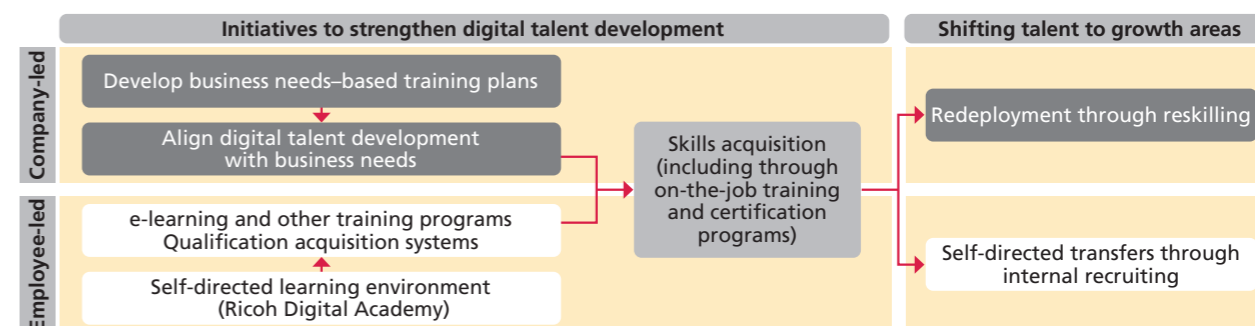 Initiatives to strengthen digital talent development
Shifting talent to growth areas
Company-led
Develop business needs–based training plans
Align digital talent development
with business needs
Skills acquisition
(including through
on-the-job training
and certification
programs)
Redeployment through reskilling
Employee-led
e-learning and other training programs
Qualification acquisition systems
Self-directed learning environment
(Ricoh Digital Academy)
Self-directed transfers through
internal recruiting